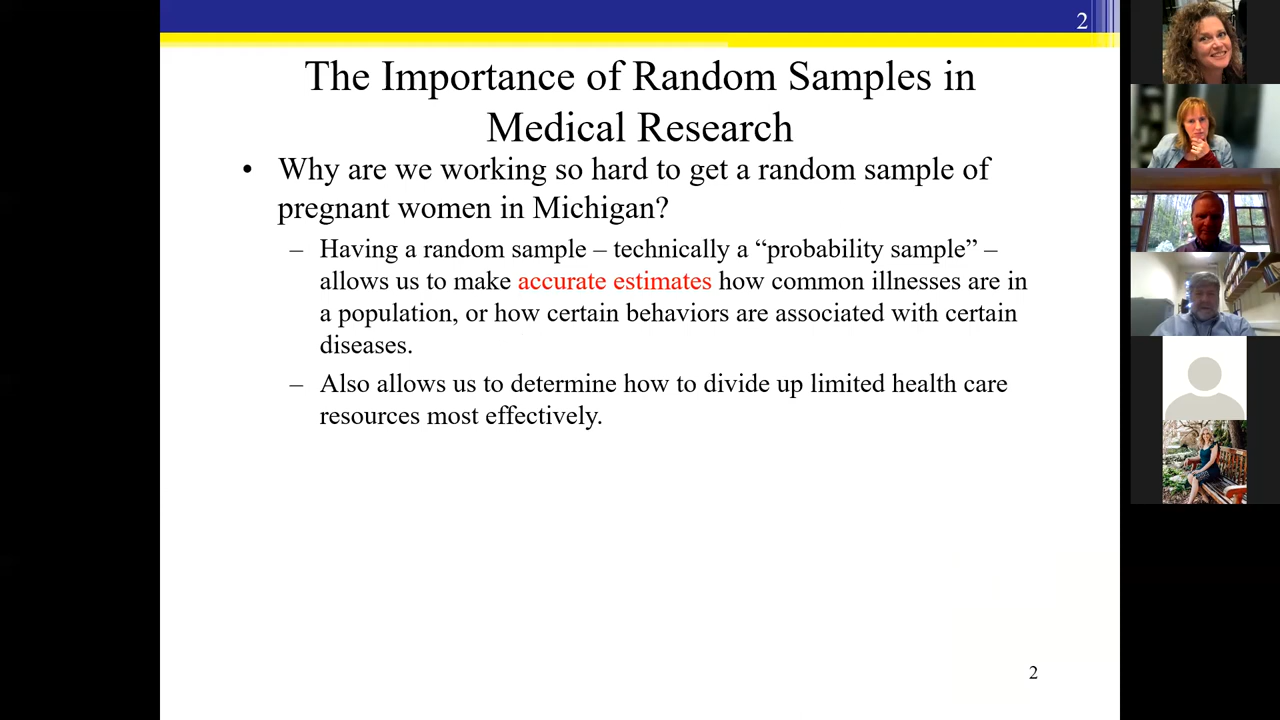 2
The Importance of Random Samples in
Medical Research
• Why are we working so hard to get a random sample of
pregnant women in Michigan?
– Having a random sample – technically a “probability sample” –
allows us to make accurate estimates how common illnesses are in
a population, or how certain behaviors are associated with certain
diseases.
– Also allows us to determine how to divide up limited health care
resources most effectively.
2